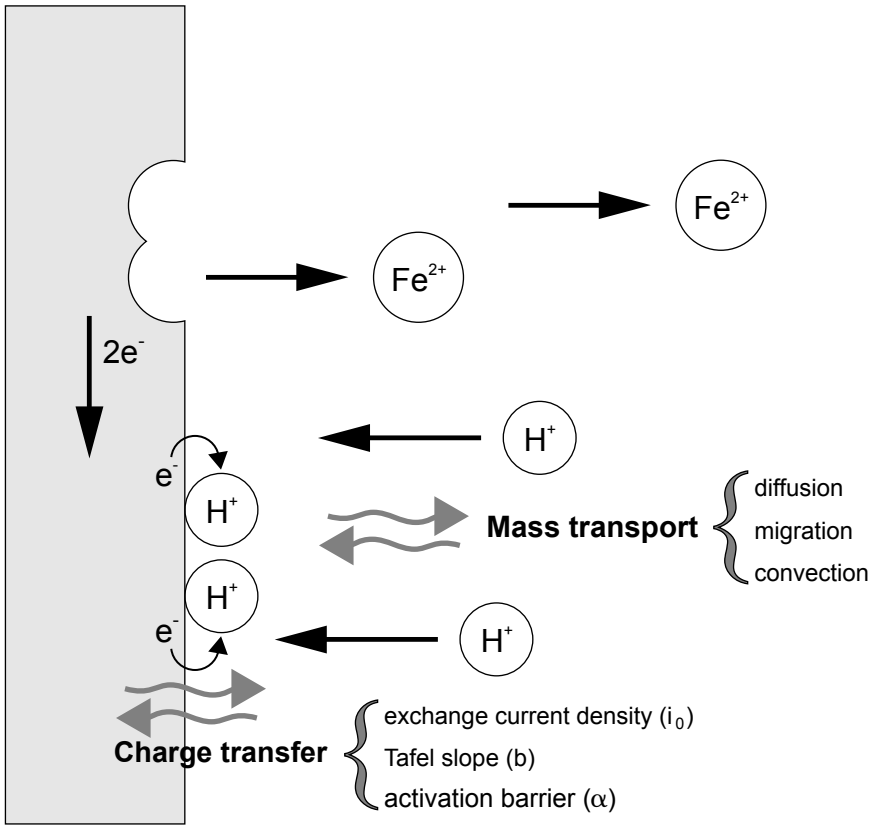 Fe²⁺
Fe²⁺
2e⁻
H⁺
e⁻
H⁺
diffusion
Mass transport
migration
convection
H⁺
e⁻
H⁺
exchange current density (i₀)
Charge transfer
Tafel slope (b)
activation barrier (α)